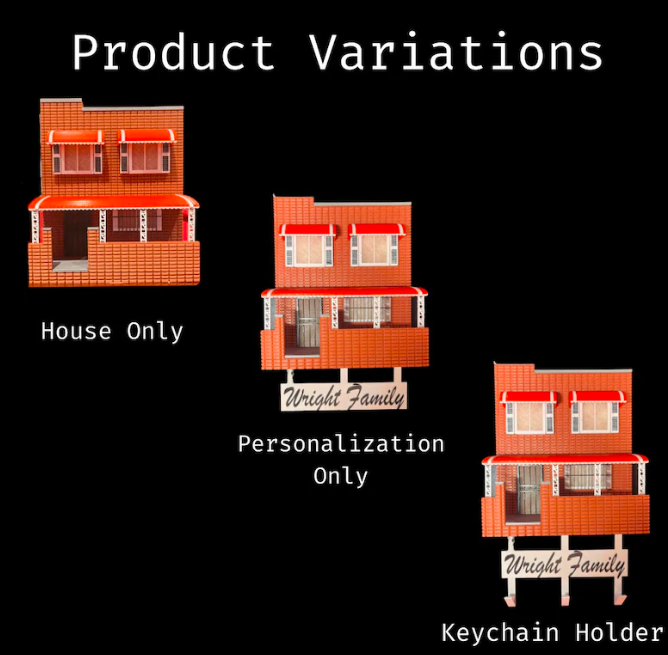 Product Variations
House Only
Wright Family
Personalization
Only
Wright Family
Keychain Holder